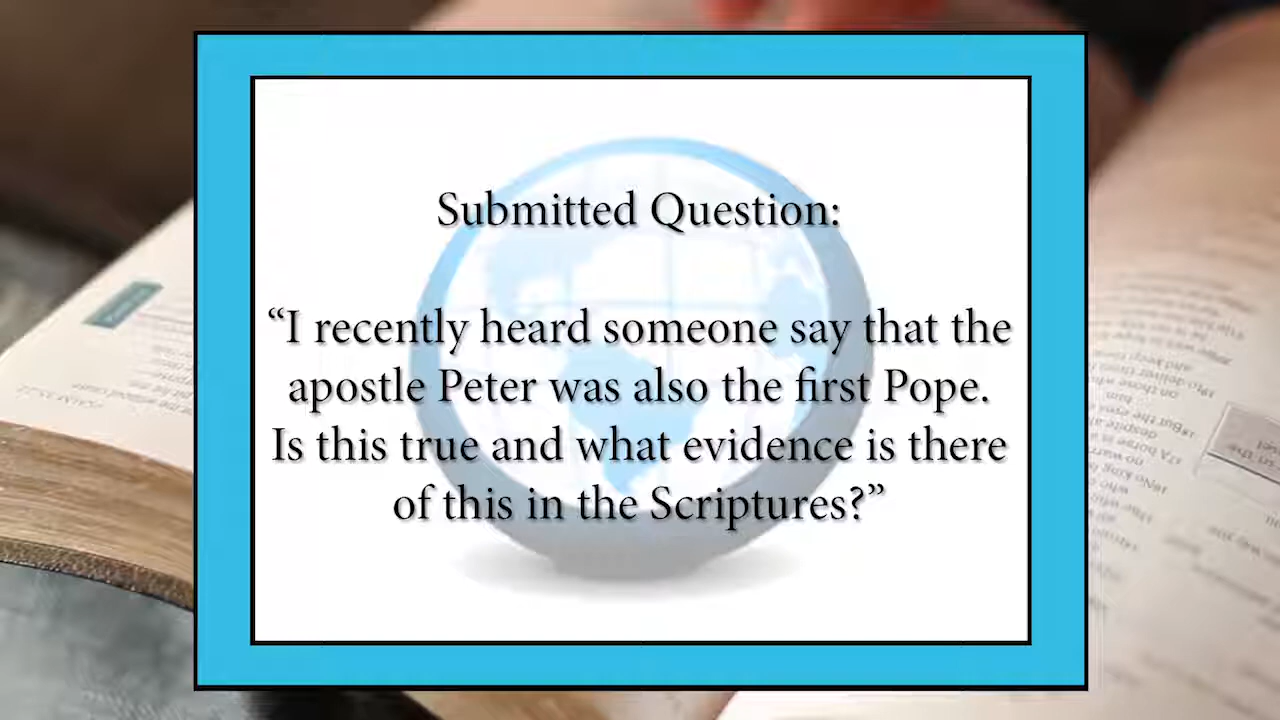 Submitted Question:
“I recently heard someone say that the
apostle Peter was also the first Pope.
Is this true and what evidence is there
of this in the Scriptures?”